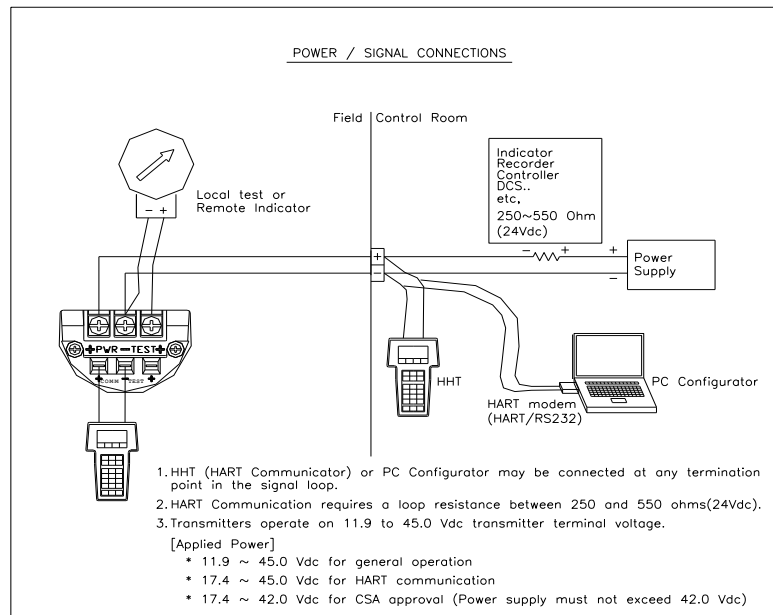 POWER / SIGNAL CONNECTIONS
Field
Control Room
Indicator
Recorder
Controller
DCS..
etc,
250~550 Ohm
(24Vdc)
Local test or
Remote Indicator
- +
- +
+
Power
Supply
-
+
-
+PWR-TEST+
+ - +
COMM TEST
HHT
HART modem
(HART/RS232)
PC Configurator
1. HHT (HART Communicator) or PC Configurator may be connected at any termination
point in the signal loop.
2. HART Communication requires a loop resistance between 250 and 550 ohms(24Vdc).
3. Transmitters operate on 11.9 to 45.0 Vdc transmitter terminal voltage.
[Applied Power]
* 11.9 ~ 45.0 Vdc for general operation
* 17.4 ~ 45.0 Vdc for HART communication
* 17.4 ~ 42.0 Vdc for CSA approval (Power supply must not exceed 42.0 Vdc)